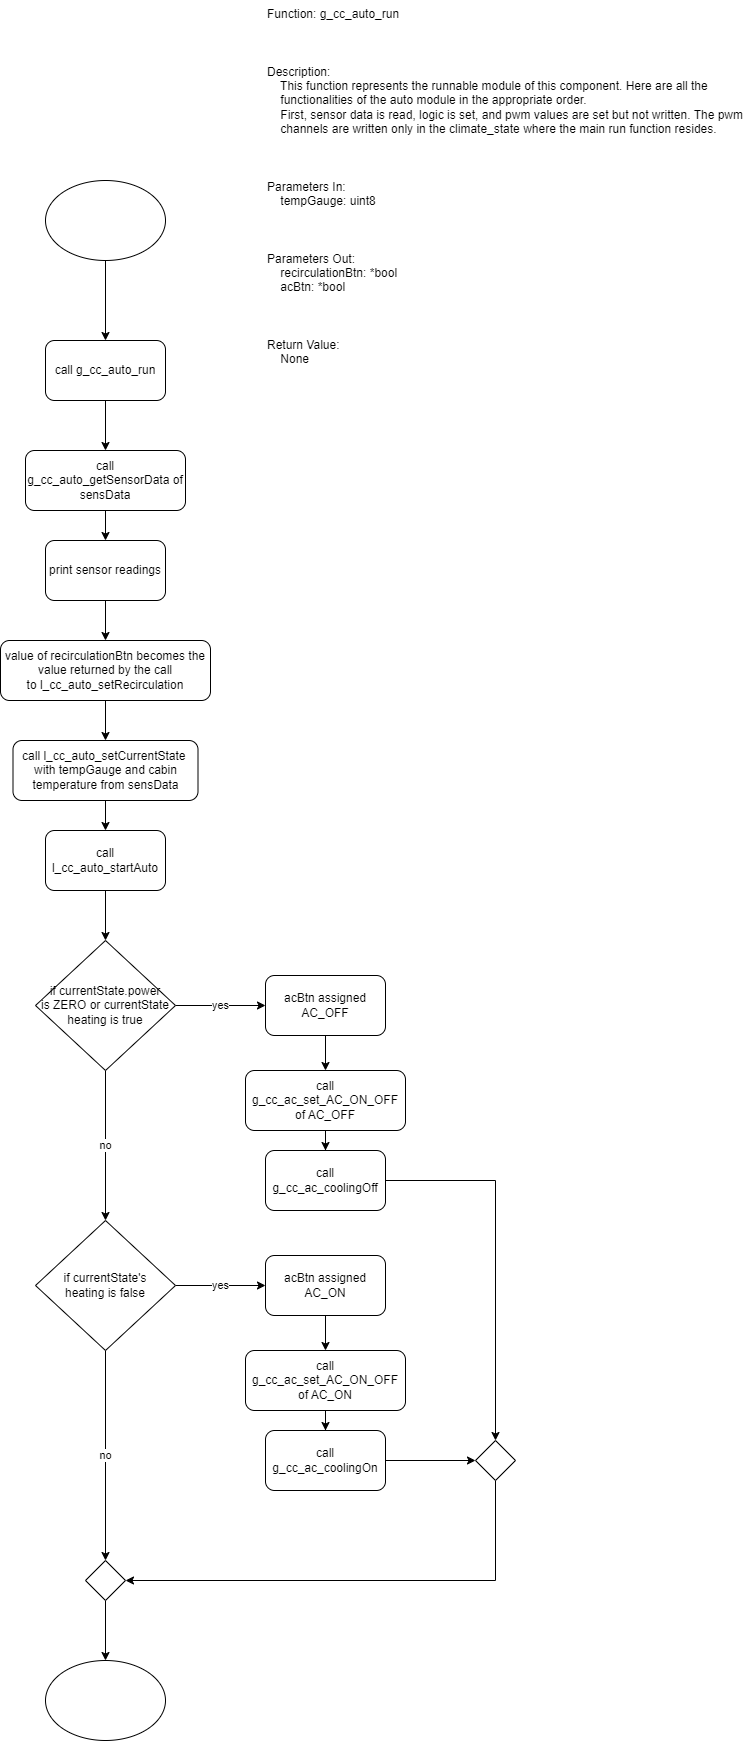 Function: g_cc_auto_run
Description:
This function represents the runnable module of this component. Here are all the
functionalities of the auto module in the appropriate order.
First, sensor data is read, logic is set, and pwm values are set but not written. The pwm
channels are written only in the climate_state where the main run function resides.
Parameters In:
tempGauge: uint8
Parameters Out:
recirculationBtn: *bool
acBtn: *bool
Return Value:
None
call g_cc_auto_run
call
g_cc_auto_getSensorData of
sensData
print sensor readings
value of recirculationBtn becomes the
value returned by the call
to l_cc_auto_setRecirculation
call l_cc_auto_setCurrentState
with tempGauge and cabin
temperature from sensData
call
l_cc_auto_startAuto
if currentState.power
is ZERO or currentState
heating is true
yes
acBtn assigned
AC_OFF
call
g_cc_ac_set_AC_ON_OFF
of AC_OFF
no
call
g_cc_ac_coolingOff
if currentState's
heating is false
yes
acBtn assigned
AC_ON
call
g_cc_ac_set_AC_ON_OFF
of AC_ON
no
call
g_cc_ac_coolingOn